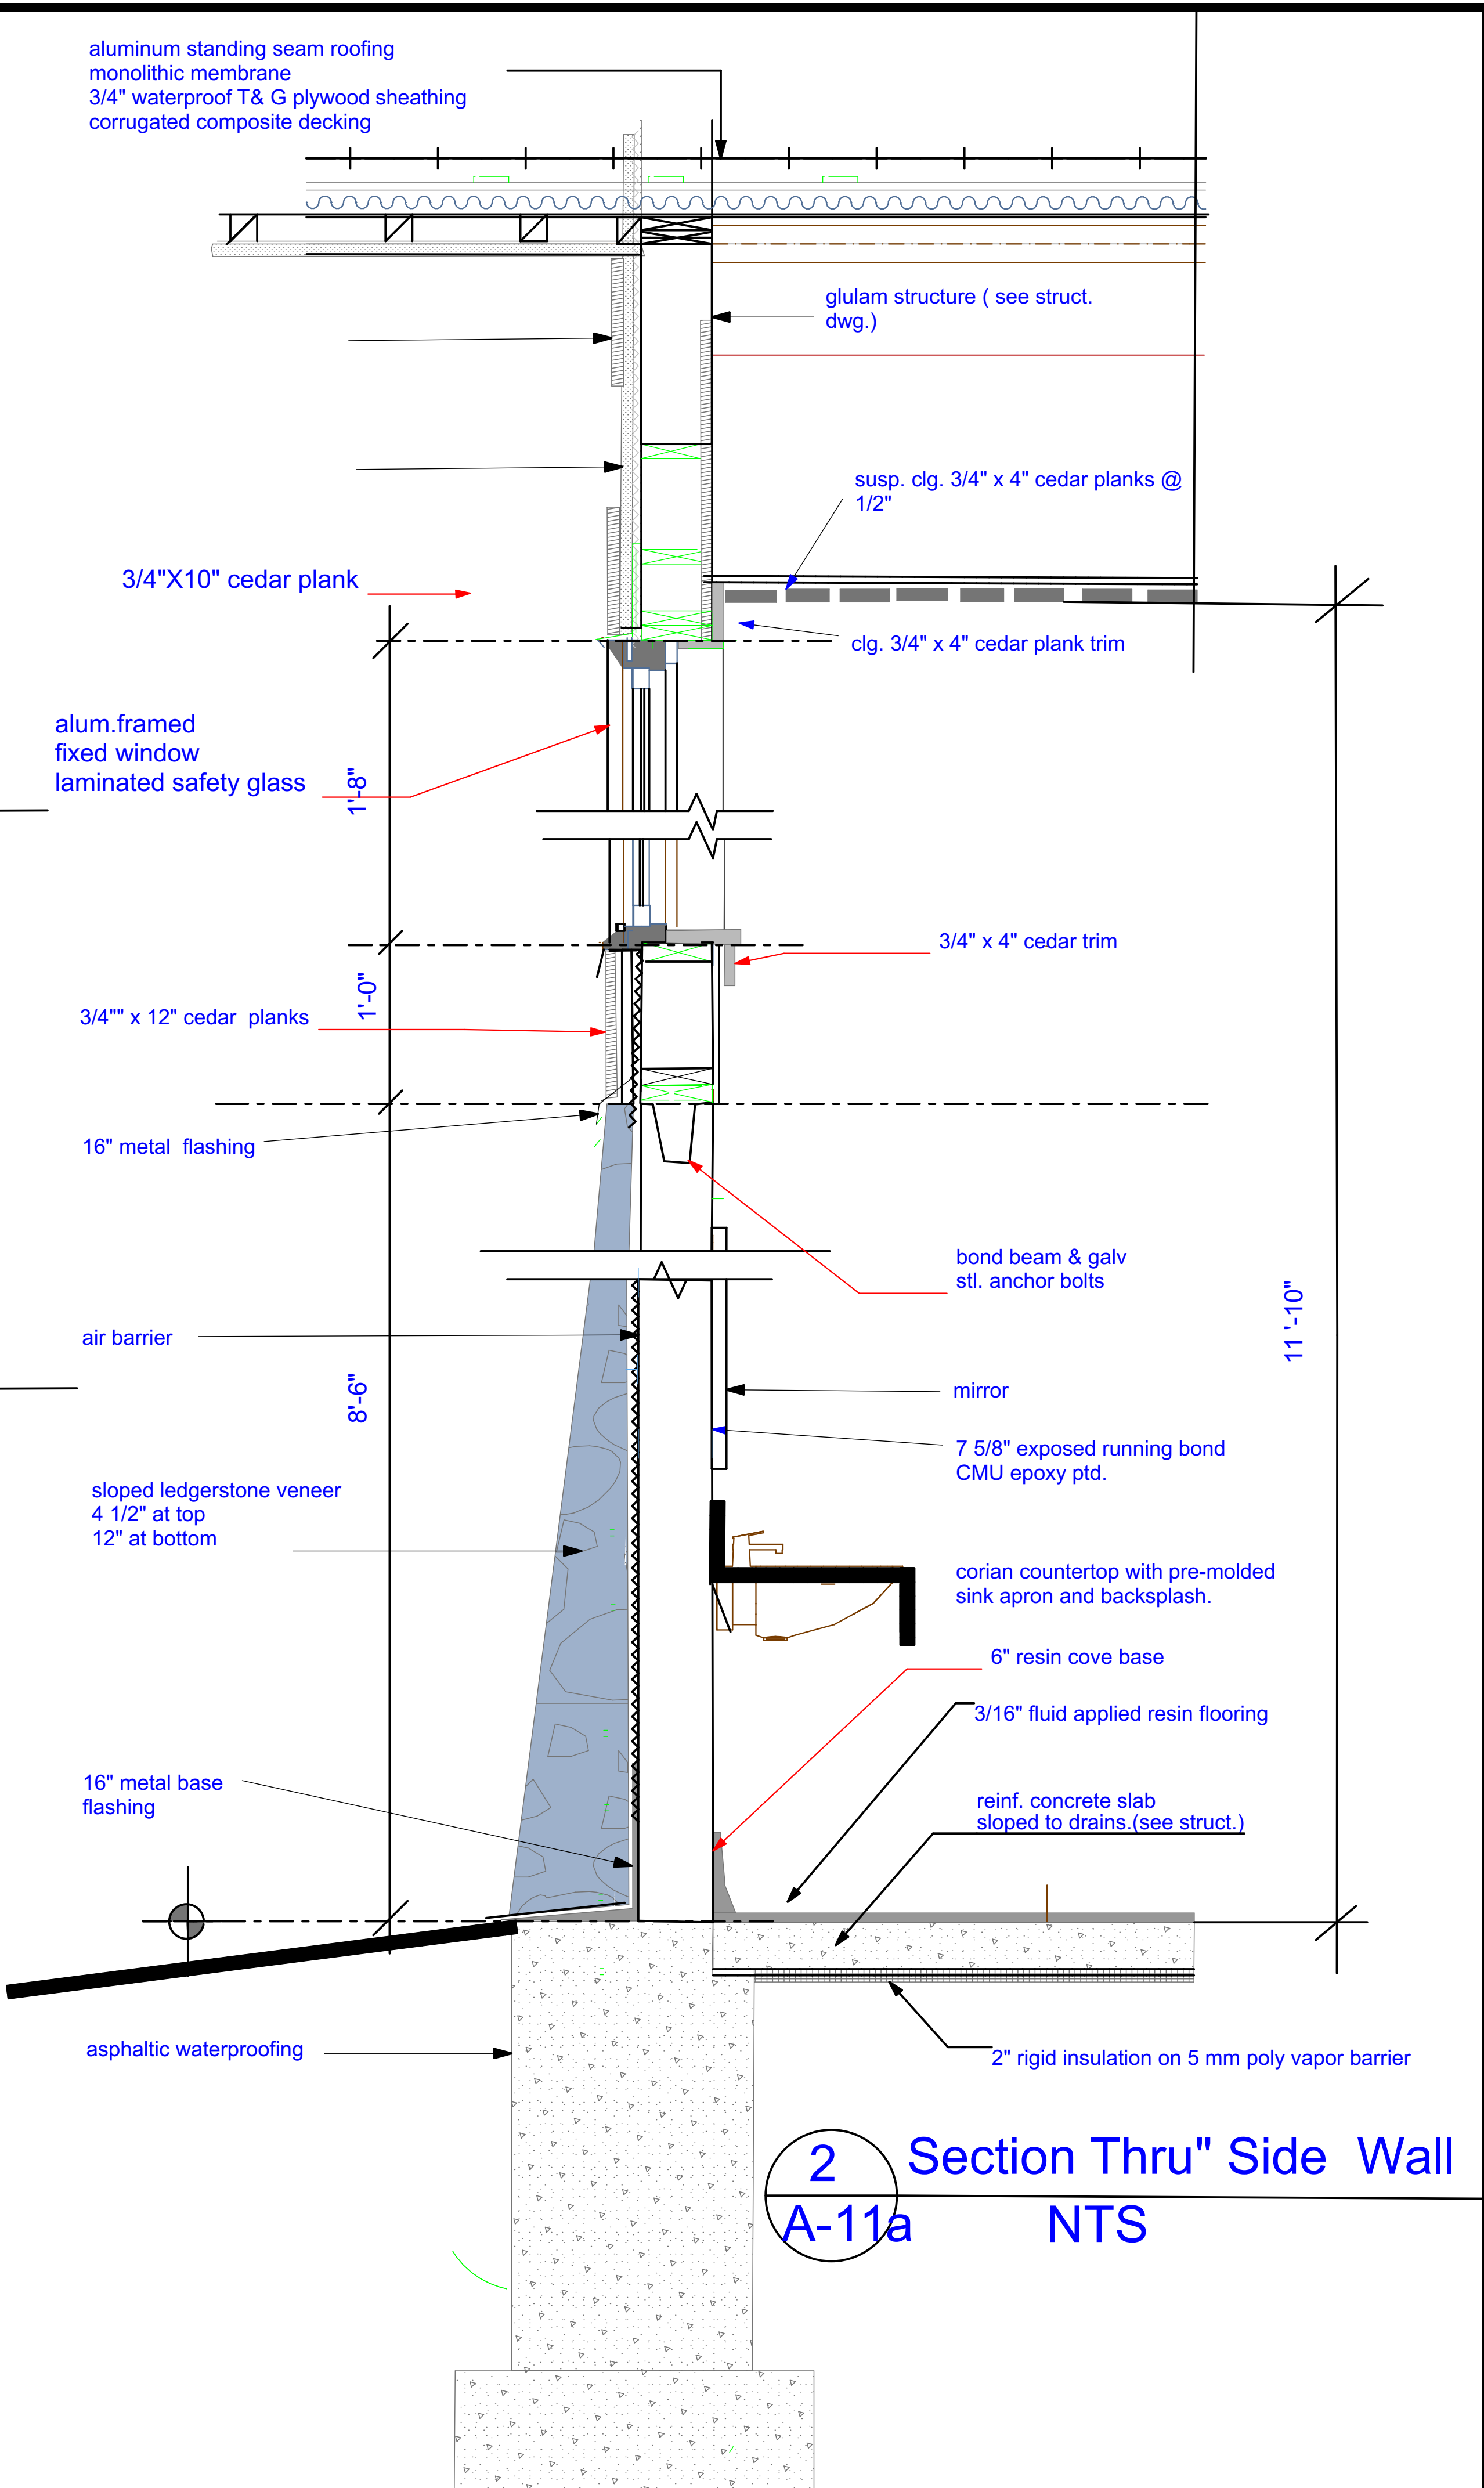 aluminum standing seam roofing
monolithic membrane
3/4" waterproof T& G plywood sheathing
corrugated composite decking
glulam structure ( see struct.
dwg.)
susp. clg. 3/4" x 4" cedar planks @
1/2"
3/4"X10" cedar plank
clg. 3/4" x 4" cedar plank trim
alum.framed
fixed window
laminated safety glass
1'-8"
3/4" x 4" cedar trim
1'-0"
3/4"" x 12" cedar planks
16" metal flashing
bond beam & galv
stl. anchor bolts
11 '-10"
air barrier
mirror
8'-6"
7 5/8" exposed running bond
CMU epoxy ptd.
sloped ledgerstone veneer
4 1/2" at top
12" at bottom
corian countertop with pre-molded
sink apron and backsplash.
6" resin cove base
3/16" fluid applied resin flooring
16" metal base
flashing
reinf. concrete slab
sloped to drains.(see struct.)
asphaltic waterproofing
2" rigid insulation on 5 mm poly vapor barrier
2
Section Thru" Side Wall
A-11a
NTS